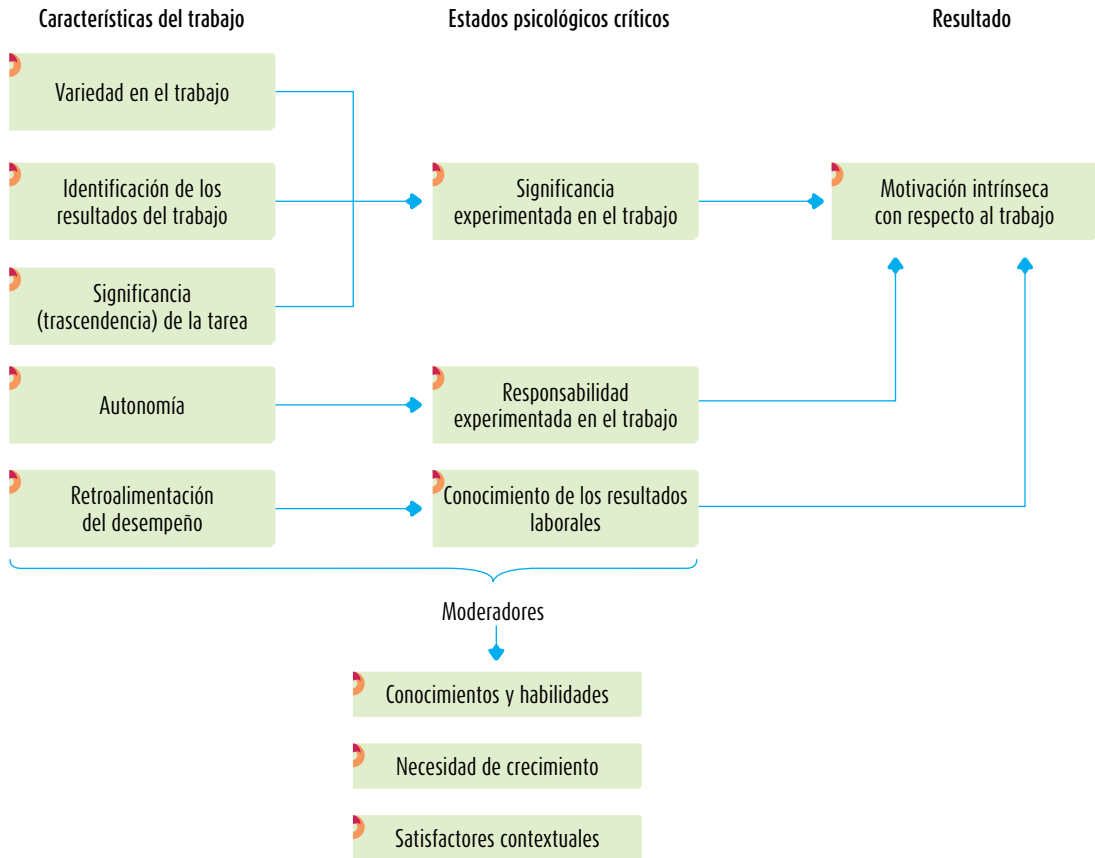 Características del trabajo
Estados psicológicos críticos
Resultado
Variedad en el trabajo
Identificación de los
resultados del trabajo
Significancia
experimentada en el trabajo
Motivación intrínseca
con respecto al trabajo
Significancia
(trascendencia) de la tarea
Autonomía
Responsabilidad
experimentada en el trabajo
Retroalimentación
del desempeño
Conocimiento de los resultados
laborales
Moderadores
Conocimientos y habilidades
Necesidad de crecimiento
Satisfactores contextuales